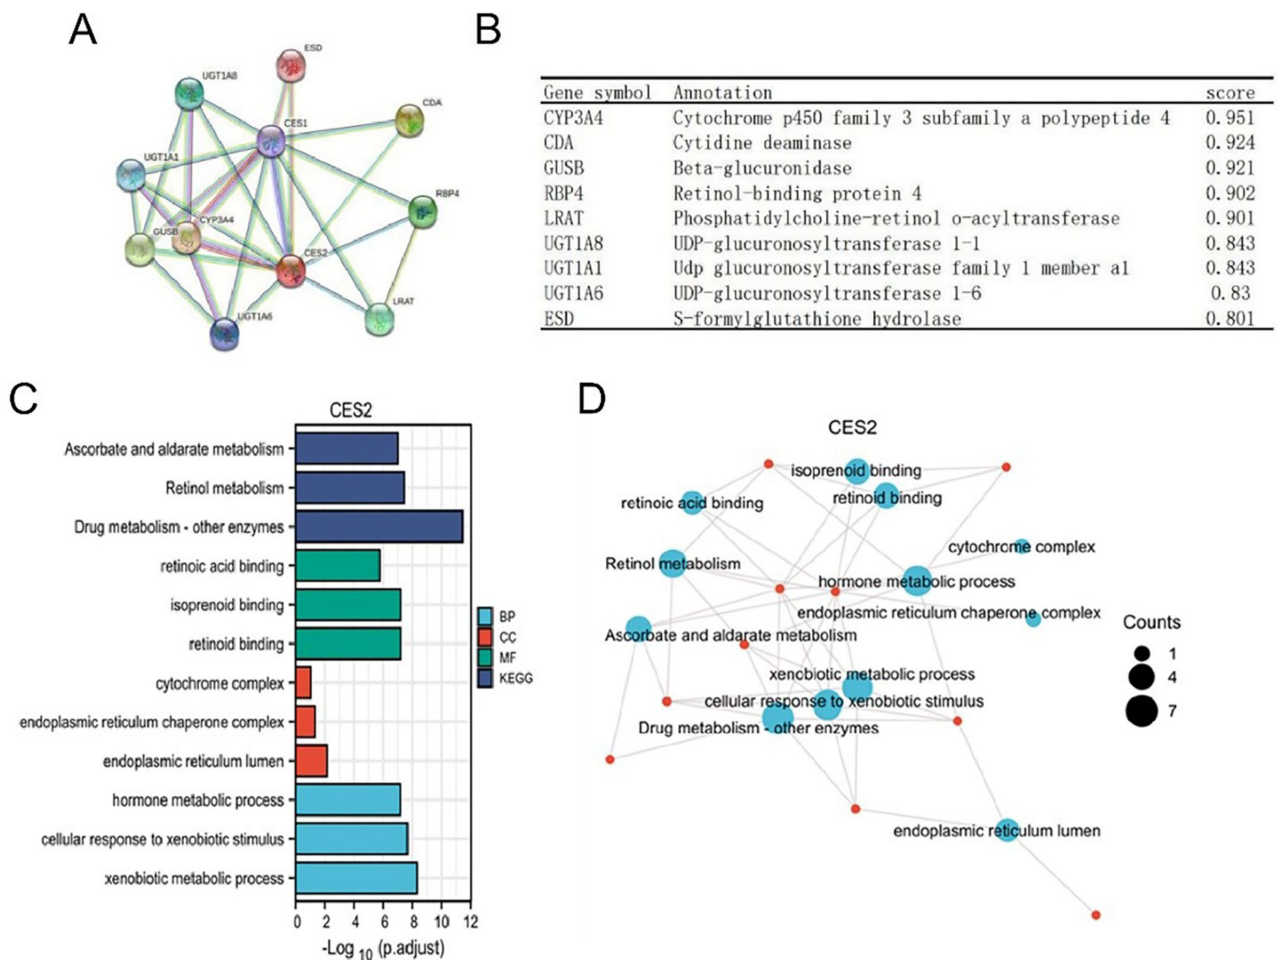 A
ESD
UGT1A8
CDA
CES1
UGT1A1
RBP4
CYP3A4
GUSB
CES2
LRAT
UGT1A6
B
Gene symbol Annotation score
CYP3A4 Cytochrome p450 family 3 subfamily a polypeptide 4 0.951
CDA Cytidine deaminase 0.924
GUSB Beta-glucuronidase 0.921
RBP4 Retinol-binding protein 4 0.902
LRAT Phosphatidylcholine-retinol o-acyltransferase 0.901
UGT1A8 UDP-glucuronosyltransferase 1-1 0.843
UGT1A1 Udp glucuronosyltransferase family 1 member a1 0.843
UGT1A6 UDP-glucuronosyltransferase 1-6 0.83
ESD S-formylglutathione hydrolase 0.801
C
CES2
Ascorbate and aldarate metabolism
Retinol metabolism
Drug metabolism - other enzymes
retinoic acid binding
isoprenoid binding
retinoid binding
cytochrome complex
endoplasmic reticulum chaperone complex
endoplasmic reticulum lumen
hormone metabolic process
cellular response to xenobiotic stimulus
xenobiotic metabolic process
0 2 4 6 8 10 12
-Log 10 (p.adjust)
BP
CC
MF
KEGG
D
CES2
isoprenoid binding
retinoid binding
retinoic acid binding
cytochrome complex
Retinol metabolism
hormone metabolic process
endoplasmic reticulum chaperone complex
Ascorbate and aldarate metabolism
xenobiotic metabolic process
cellular response to xenobiotic stimulus
Drug metabolism - other enzymes
endoplasmic reticulum lumen
Counts
1
4
7